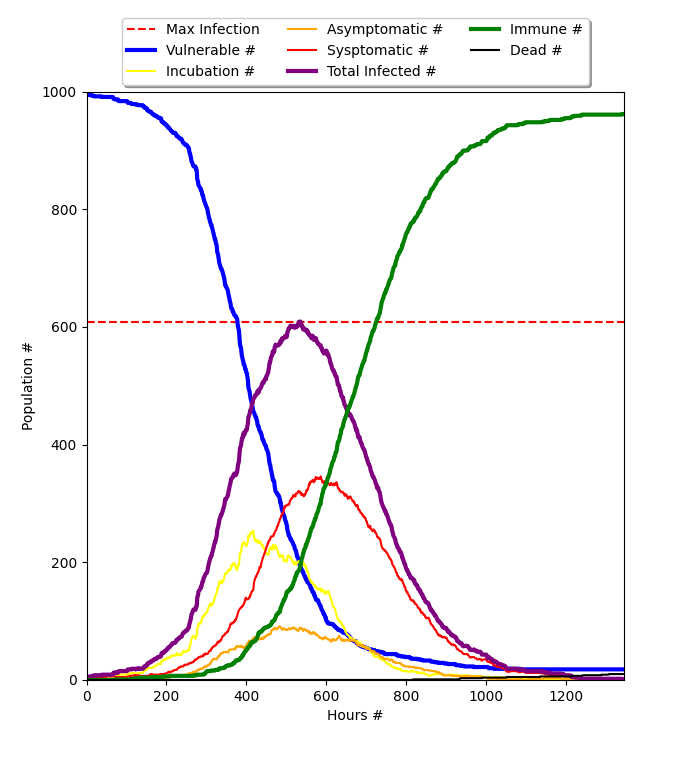 Max Infection
Vulnerable #
Incubation #
Asymptomatic #
Sysptomatic #
Total Infected #
Immune #
Dead #
1000
800
600
400
200
0
Population #
0 200 400 600 800 1000 1200
Hours #